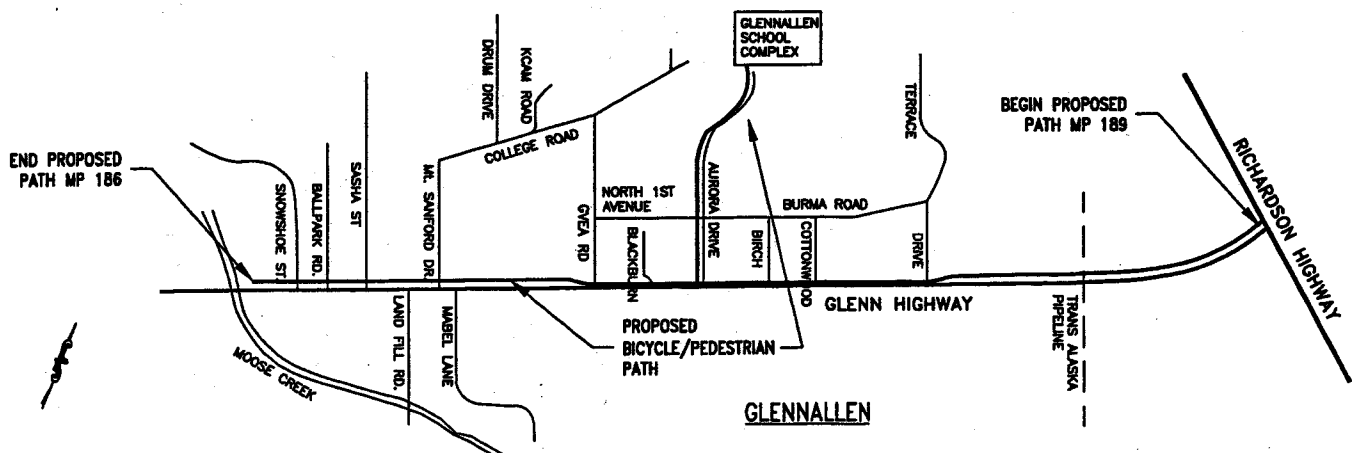 GLENNALLEN
SCHOOL
COMPLEX
DRUM DRIVE
KCAM ROAD
TERRACE
BEGIN PROPOSED
PATH MP 189
RICHARDSON HIGHWAY
END PROPOSED
PATH MP 186
COLLEGE ROAD
SNOWSHOE ST.
BALLPARK RD.
SASHA ST
Mt. SANFORD DR.
GVEA RD
NORTH 1ST
AVENUE
BLACKBURN
AURORA DRIVE
BURMA ROAD
BIRCH
COTTONWOOD
DRIVE
GLENN HIGHWAY
TRANS ALASKA
PIPELINE
LAND FILL RD.
MABEL LANE
PROPOSED
BICYCLE/PEDESTRIAN
PATH
MOOSE CREEK
GLENNALLEN